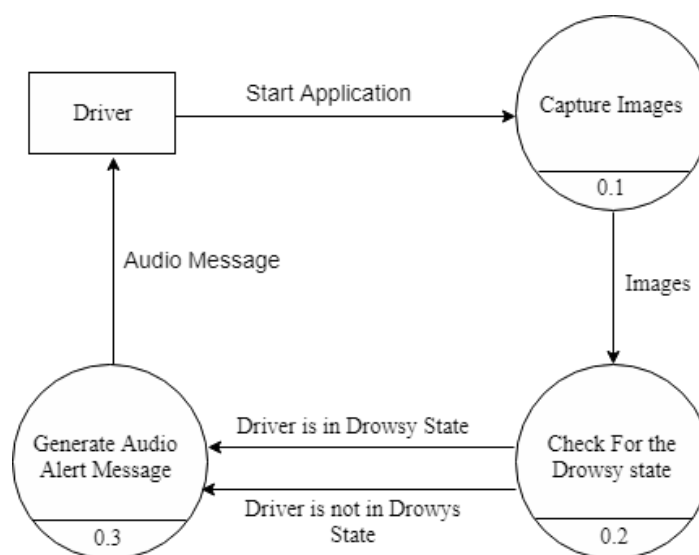 Driver
Start Application
Capture Images
0.1
Audio Message
Images
Generate Audio
Alert Message
0.3
Driver is in Drowsy State
Driver is not in Drowys
State
Check For the
Drowsy state
0.2